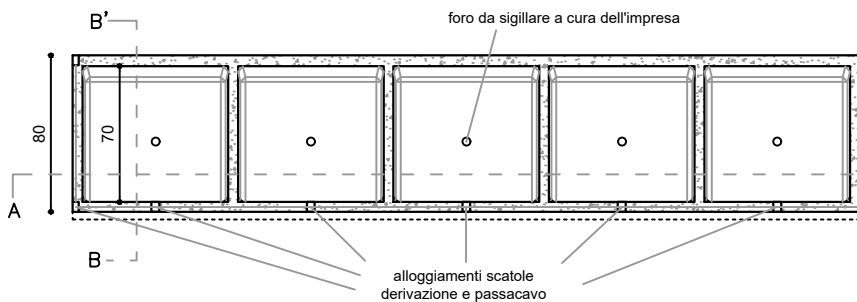 foro da sigillare a cura dell'impresa
B'
80
70
A
B
alloggiamenti scatole
derivazione e passacavo